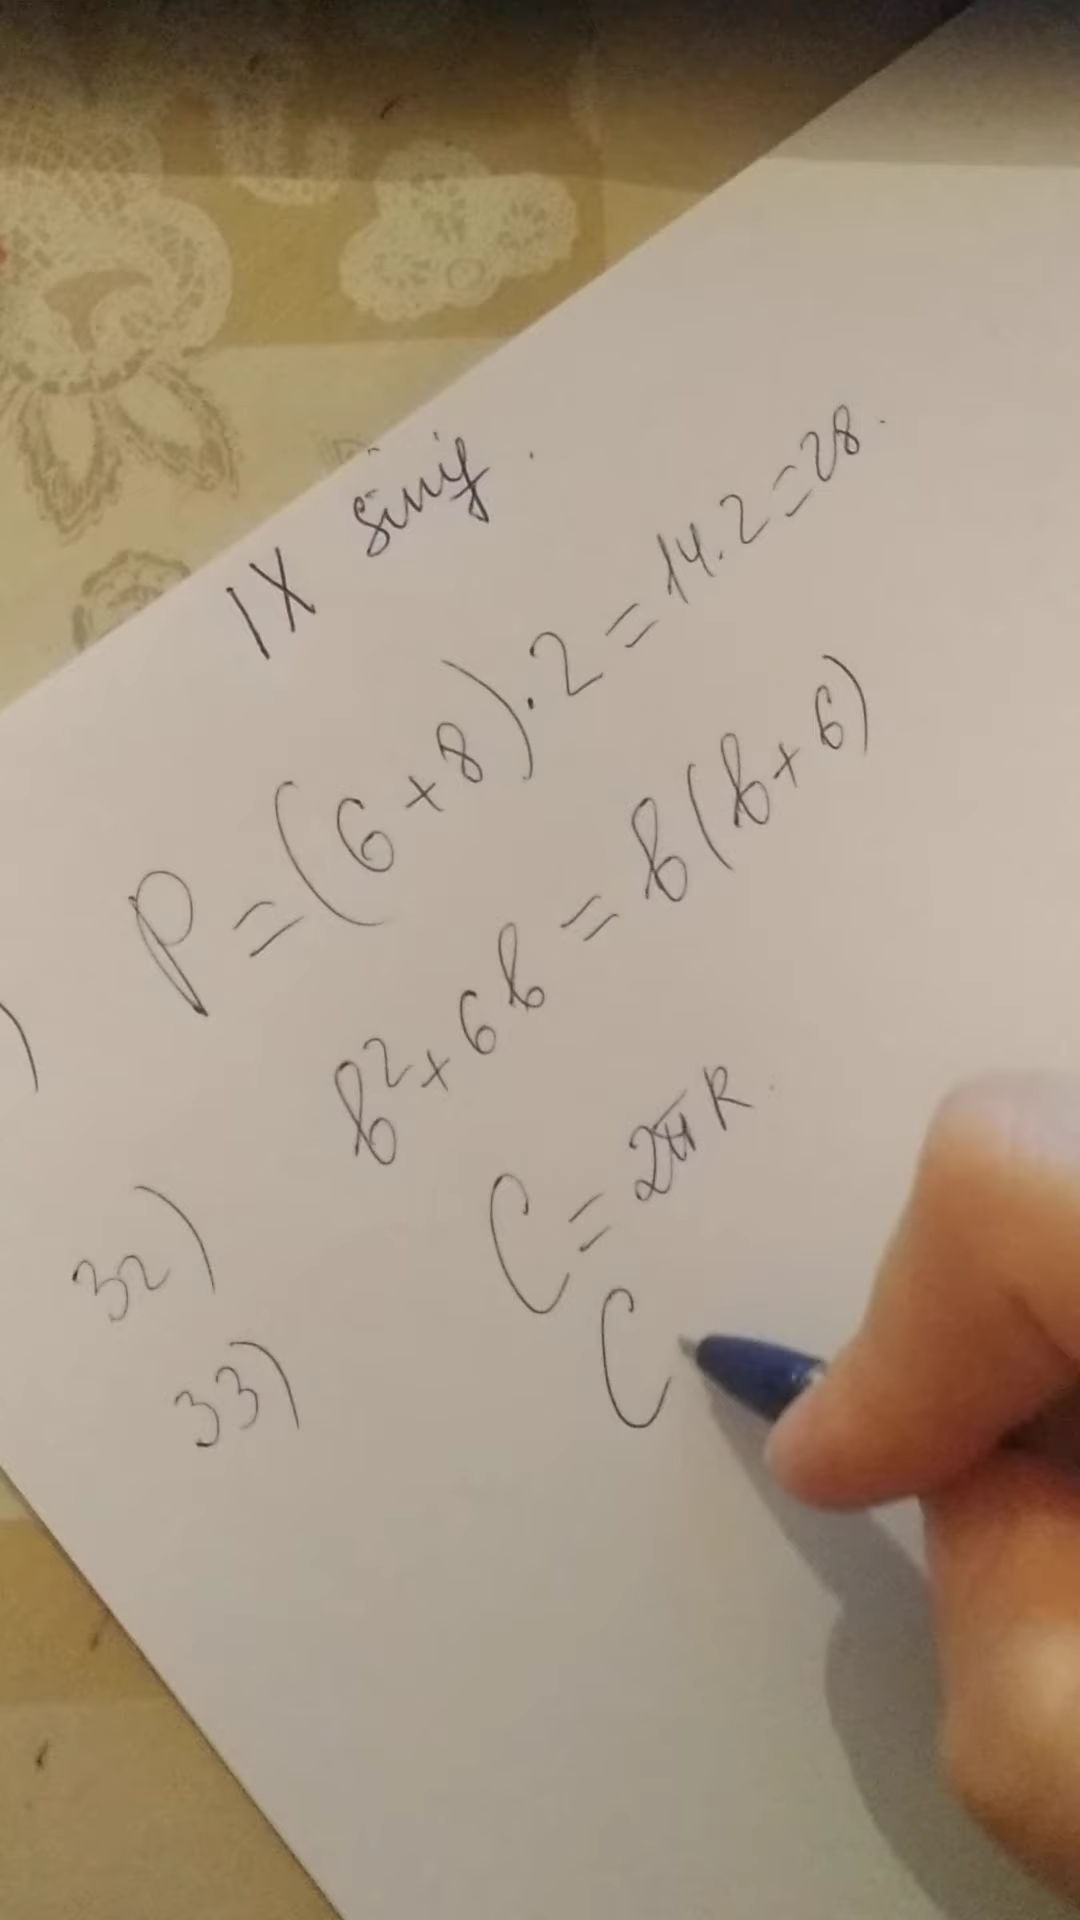 IX sinif.
) P = (6+8)·2=14·2=28.
32) b²+6b = b(b+6)
33) C=2πR
C